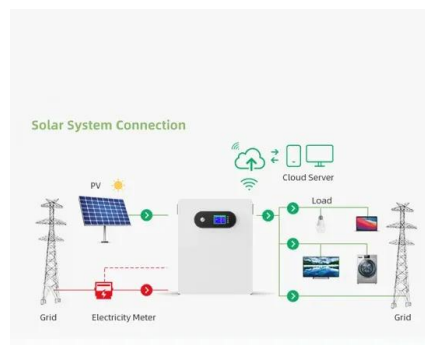 Solar System Connection
Cloud Server
PV
Load
Grid
Electricity Meter
Grid